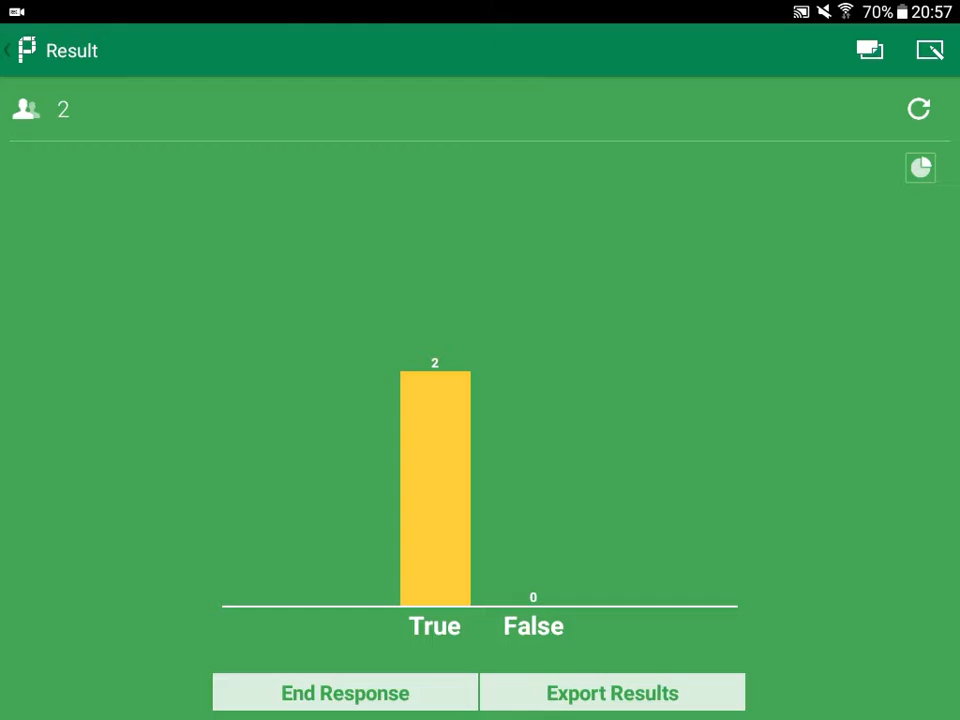 70% 20:57
Result
2
2
0
True False
End Response Export Results